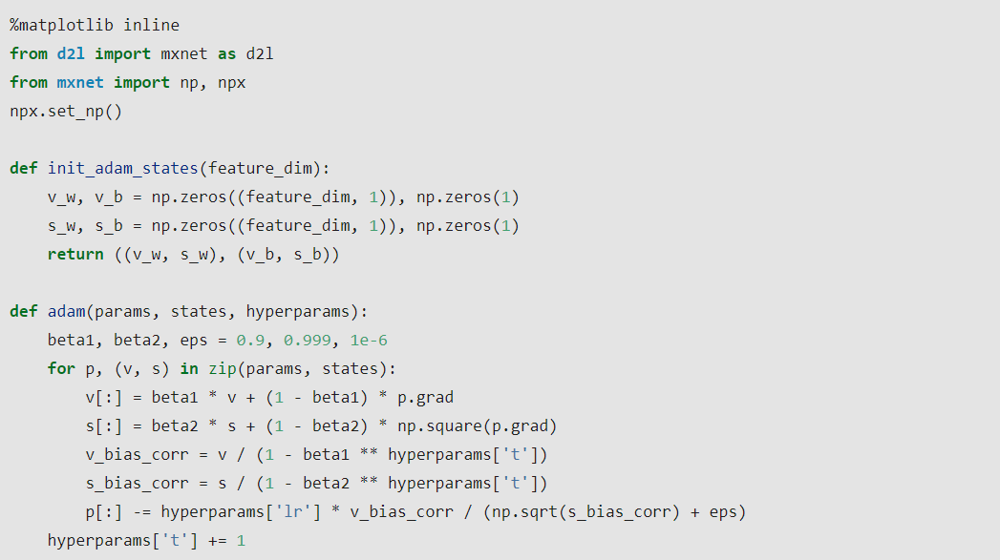 %matplotlib inline
from d2l import mxnet as d2l
from mxnet import np, npx
npx.set_np()

def init_adam_states(feature_dim):
    v_w, v_b = np.zeros((feature_dim, 1)), np.zeros(1)
    s_w, s_b = np.zeros((feature_dim, 1)), np.zeros(1)
    return ((v_w, s_w), (v_b, s_b))

def adam(params, states, hyperparams):
    beta1, beta2, eps = 0.9, 0.999, 1e-6
    for p, (v, s) in zip(params, states):
        v[:] = beta1 * v + (1 - beta1) * p.grad
        s[:] = beta2 * s + (1 - beta2) * np.square(p.grad)
        v_bias_corr = v / (1 - beta1 ** hyperparams['t'])
        s_bias_corr = s / (1 - beta2 ** hyperparams['t'])
        p[:] -= hyperparams['lr'] * v_bias_corr / (np.sqrt(s_bias_corr) + eps)
    hyperparams['t'] += 1